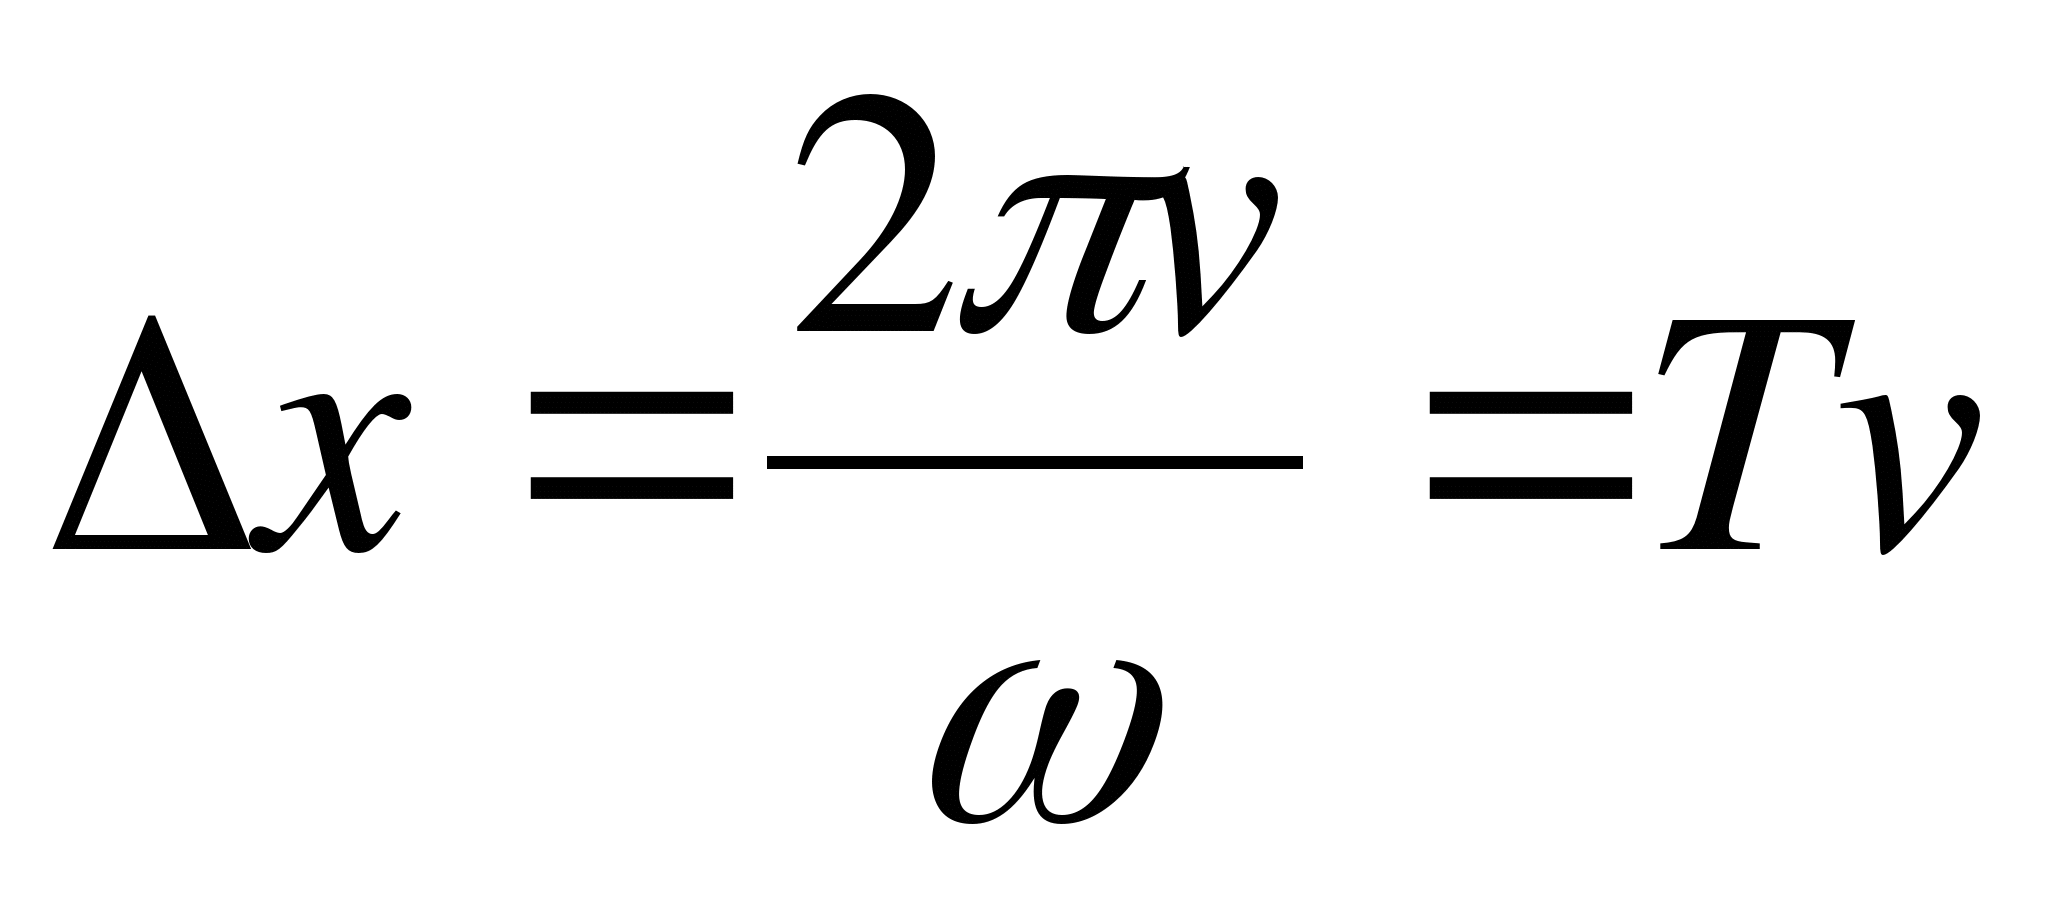 Δx = 2πv/ω = Tv